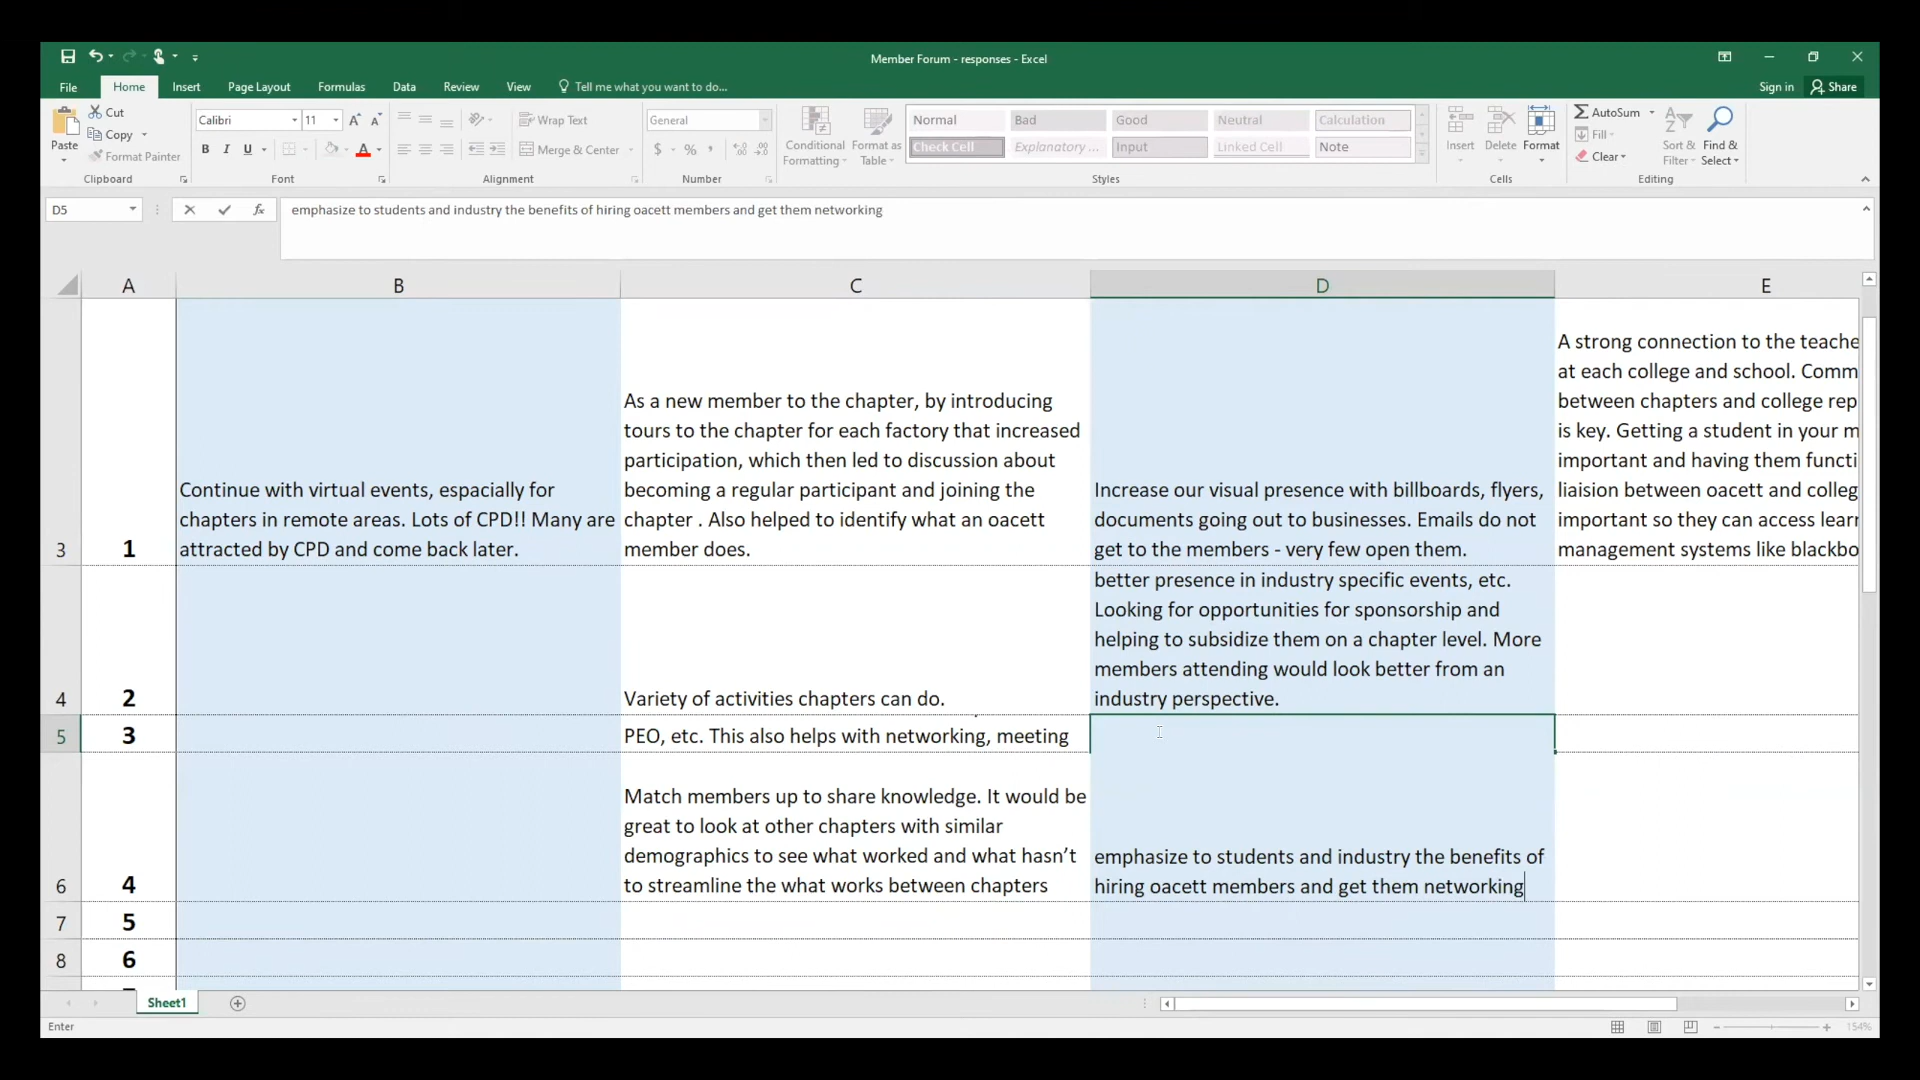 Member Forum - responses - Excel
File Home Insert Page Layout Formulas Data Review View Tell me what you want to do... Sign in Share
Paste
Cut
Copy
Format Painter
Clipboard
Calibri 11
B I U
Font
Wrap Text
Merge & Center
Alignment
General
$ % ,
Number
Conditional Formatting
Format as Table
Normal Bad Good Neutral Calculation
Check Cell Explanatory ... Input Linked Cell Note
Styles
Insert Delete Format
Cells
AutoSum
Fill
Clear
Sort & Filter
Find & Select
Editing
D5
fx
emphasize to students and industry the benefits of hiring oacett members and get them networking
A B C D E
3 1
Continue with virtual events, espacially for
chapters in remote areas. Lots of CPD!! Many are
attracted by CPD and come back later.
As a new member to the chapter, by introducing
tours to the chapter for each factory that increased
participation, which then led to discussion about
becoming a regular participant and joining the
chapter . Also helped to identify what an oacett
member does.
Increase our visual presence with billboards, flyers,
documents going out to businesses. Emails do not
get to the members - very few open them.
A strong connection to the teache
at each college and school. Comm
between chapters and college rep
is key. Getting a student in your m
important and having them functi
liaision between oacett and colleg
important so they can access lear
management systems like blackbo
4 2
Variety of activities chapters can do.
better presence in industry specific events, etc.
Looking for opportunities for sponsorship and
helping to subsidize them on a chapter level. More
members attending would look better from an
industry perspective.
5 3
PEO, etc. This also helps with networking, meeting
6 4
Match members up to share knowledge. It would be
great to look at other chapters with similar
demographics to see what worked and what hasn't
to streamline the what works between chapters
emphasize to students and industry the benefits of
hiring oacett members and get them networking
7 5
8 6
Sheet1
Enter
154%